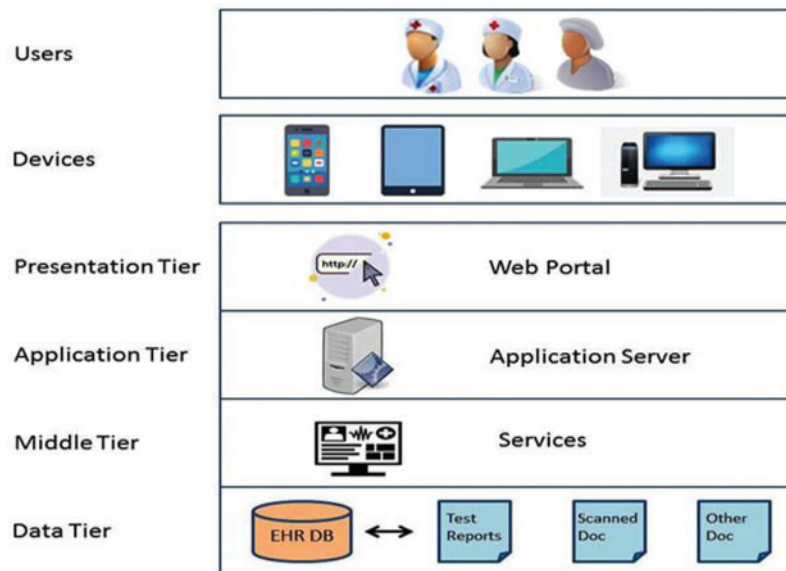 Users
Devices
Presentation Tier
http://
Web Portal
Application Tier
Application Server
Middle Tier
Services
Data Tier
EHR DB
Test
Reports
Scanned
Doc
Other
Doc